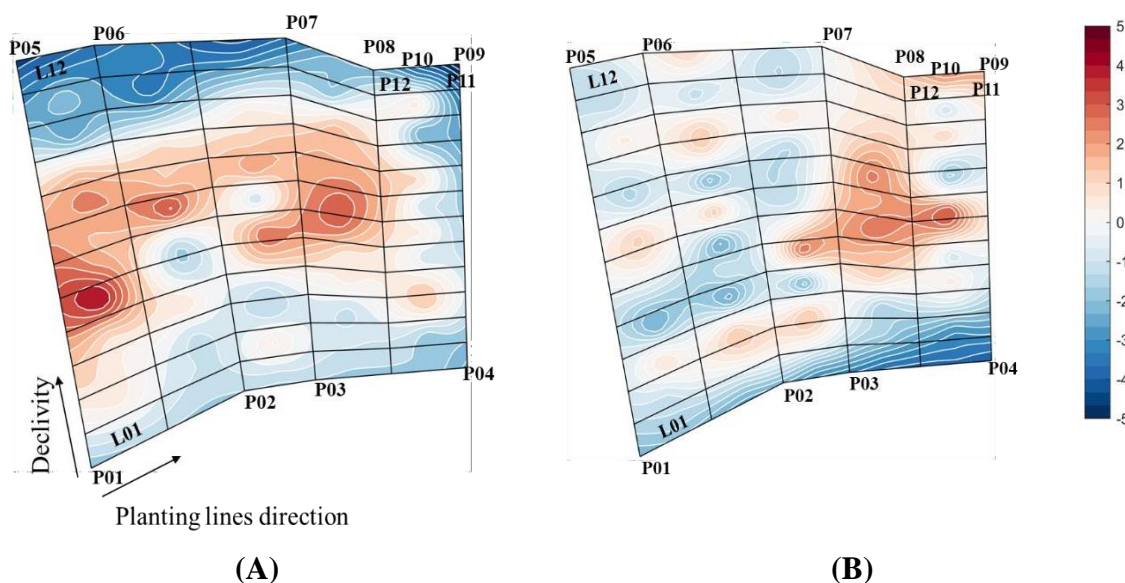 P05 P06 P07 P08 P10 P09
L12 P12 P11
P04
P03
P02
L01
P01
Declivity
Planting lines direction
(A)
P05 P06 P07 P08 P10 P09
L12 P12 P11
P04
P03
P02
L01
P01
(B)
5
4
3
2
1
0
-1
-2
-3
-4
-5